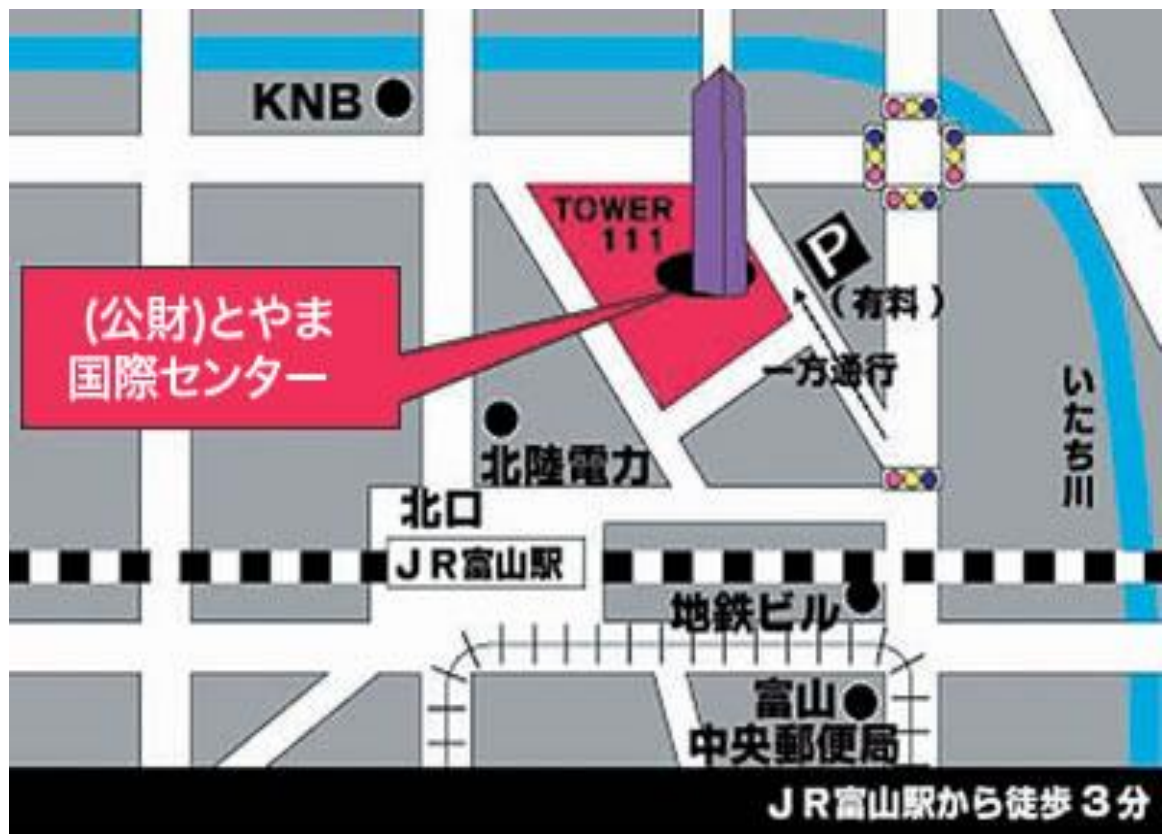 KNB
TOWER
111
P
(有料)
(公財)とやま
国際センター
一方通行
いたち川
北陸電力
北口
JR富山駅
地鉄ビル
富山
中央郵便局
JR富山駅から徒歩3分